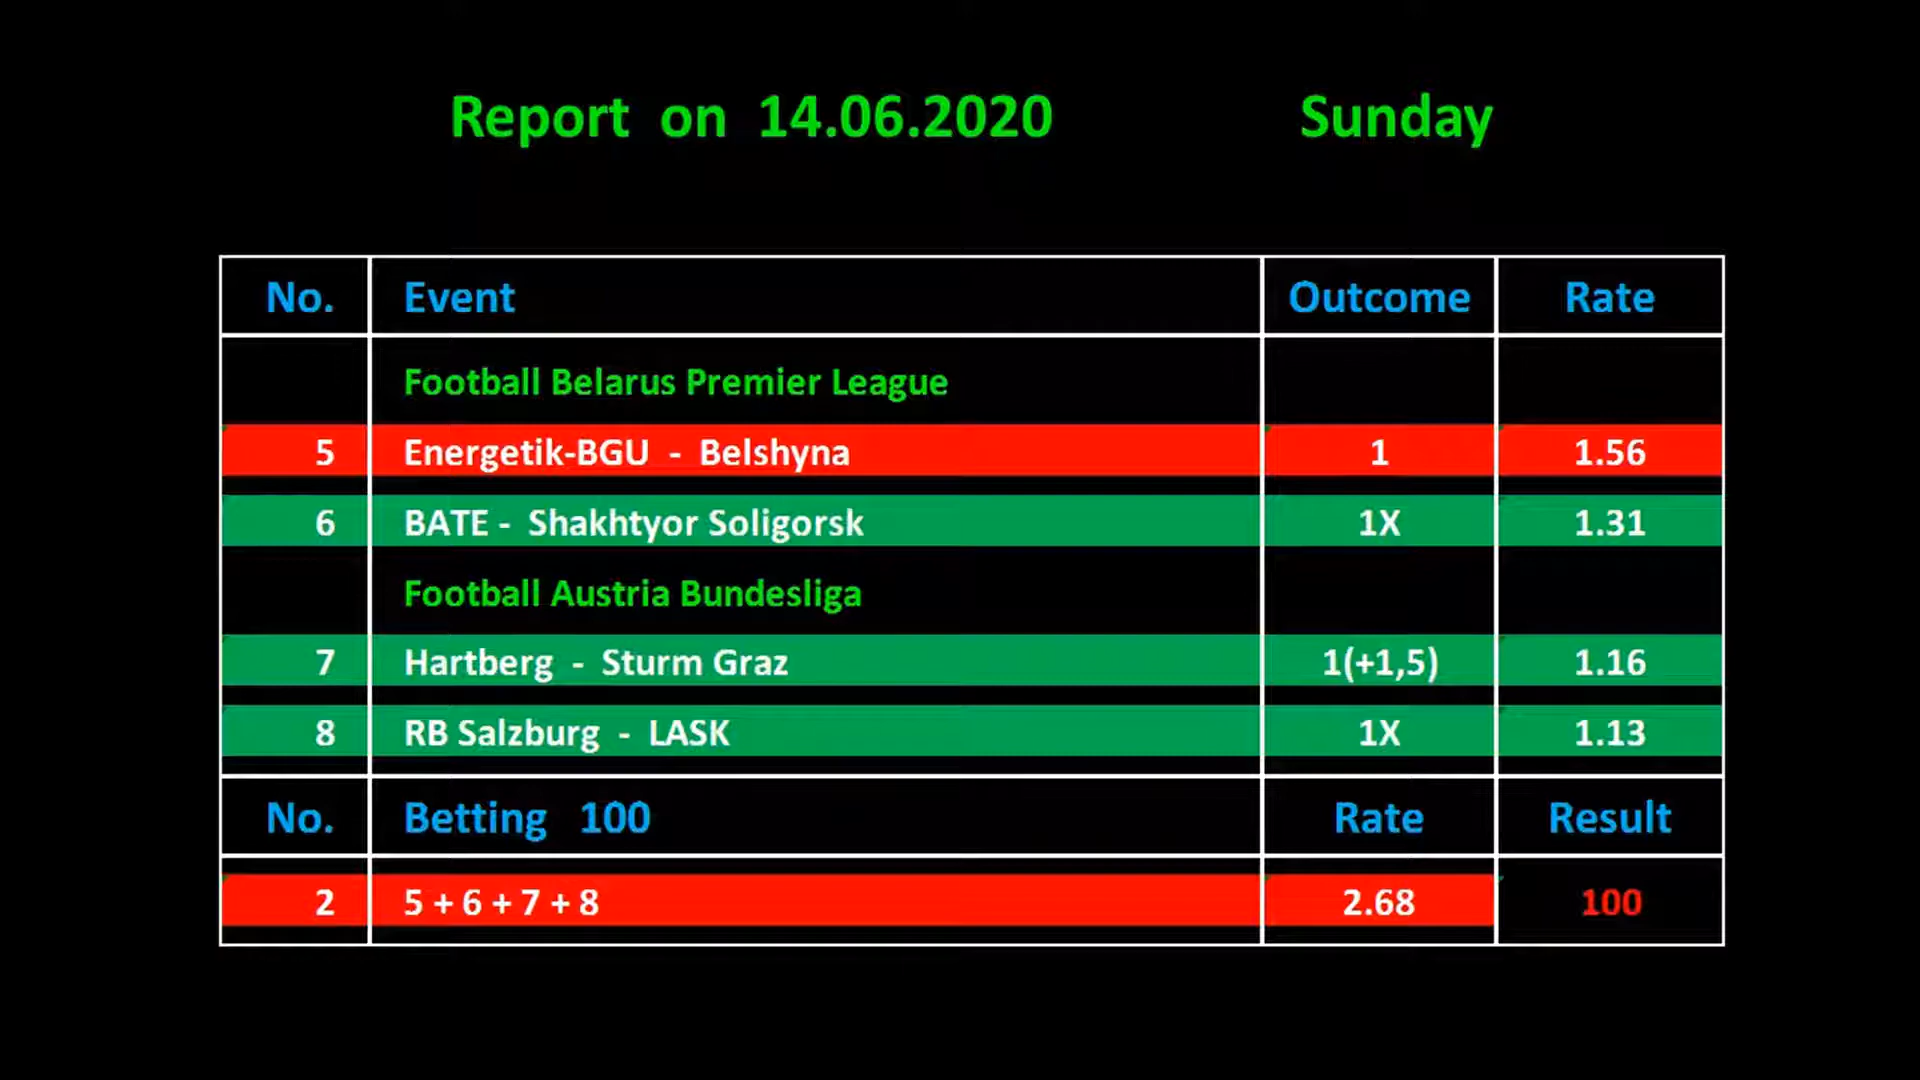 Report on 14.06.2020 Sunday
No. Event Outcome Rate
Football Belarus Premier League
5 Energetik-BGU - Belshyna 1 1.56
6 BATE - Shakhtyor Soligorsk 1X 1.31
Football Austria Bundesliga
7 Hartberg - Sturm Graz 1(+1,5) 1.16
8 RB Salzburg - LASK 1X 1.13
No. Betting 100 Rate Result
2 5 + 6 + 7 + 8 2.68 100